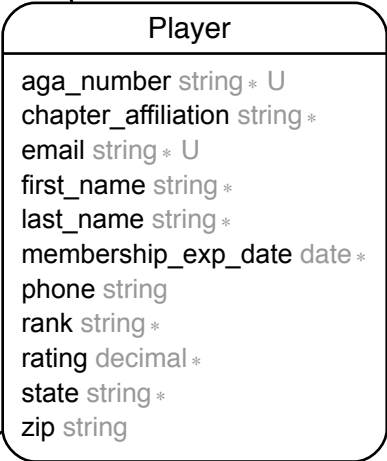 Player
aga_number string * U
chapter_affiliation string *
email string * U
first_name string *
last_name string *
membership_exp_date date *
phone string
rank string *
rating decimal *
state string *
zip string